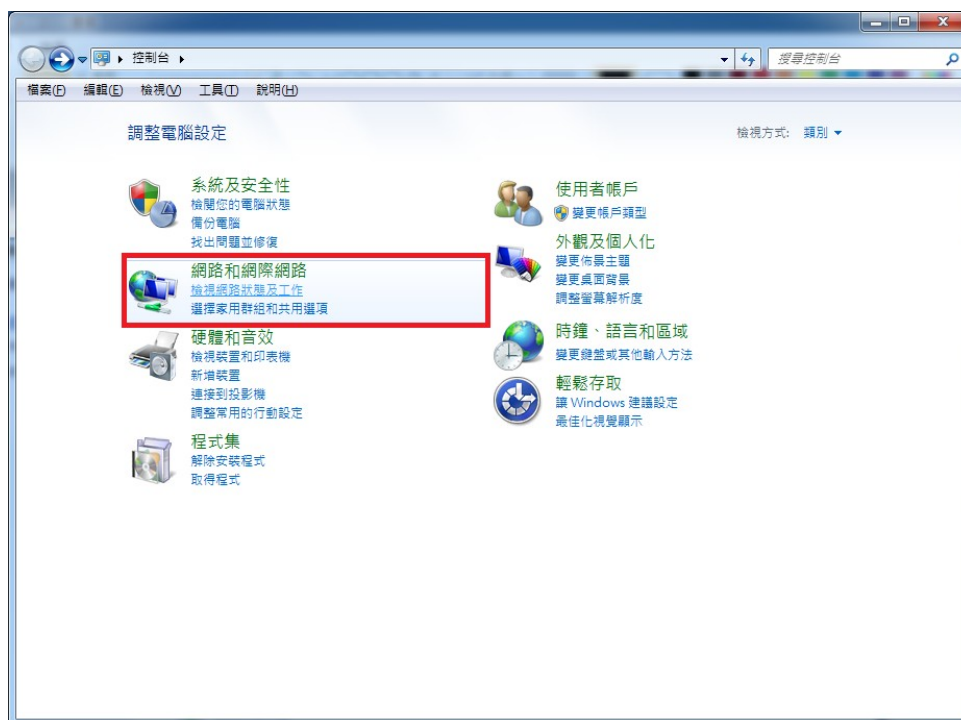 控制台
搜尋控制台
檔案(F) 編輯(E) 檢視(V) 工具(T) 說明(H)
調整電腦設定
檢視方式: 類別
系統及安全性
檢閱您的電腦狀態
備份電腦
找出問題並修復
網路和網際網路
檢視網路狀態及工作
選擇家用群組和共用選項
硬體和音效
檢視裝置和印表機
新增裝置
連接到投影機
調整常用的行動設定
程式集
解除安裝程式
取得程式
使用者帳戶
變更帳戶類型
外觀及個人化
變更佈景主題
變更桌面背景
調整螢幕解析度
時鐘、語言和區域
變更鍵盤或其他輸入方法
輕鬆存取
讓 Windows 建議設定
最佳化視覺顯示